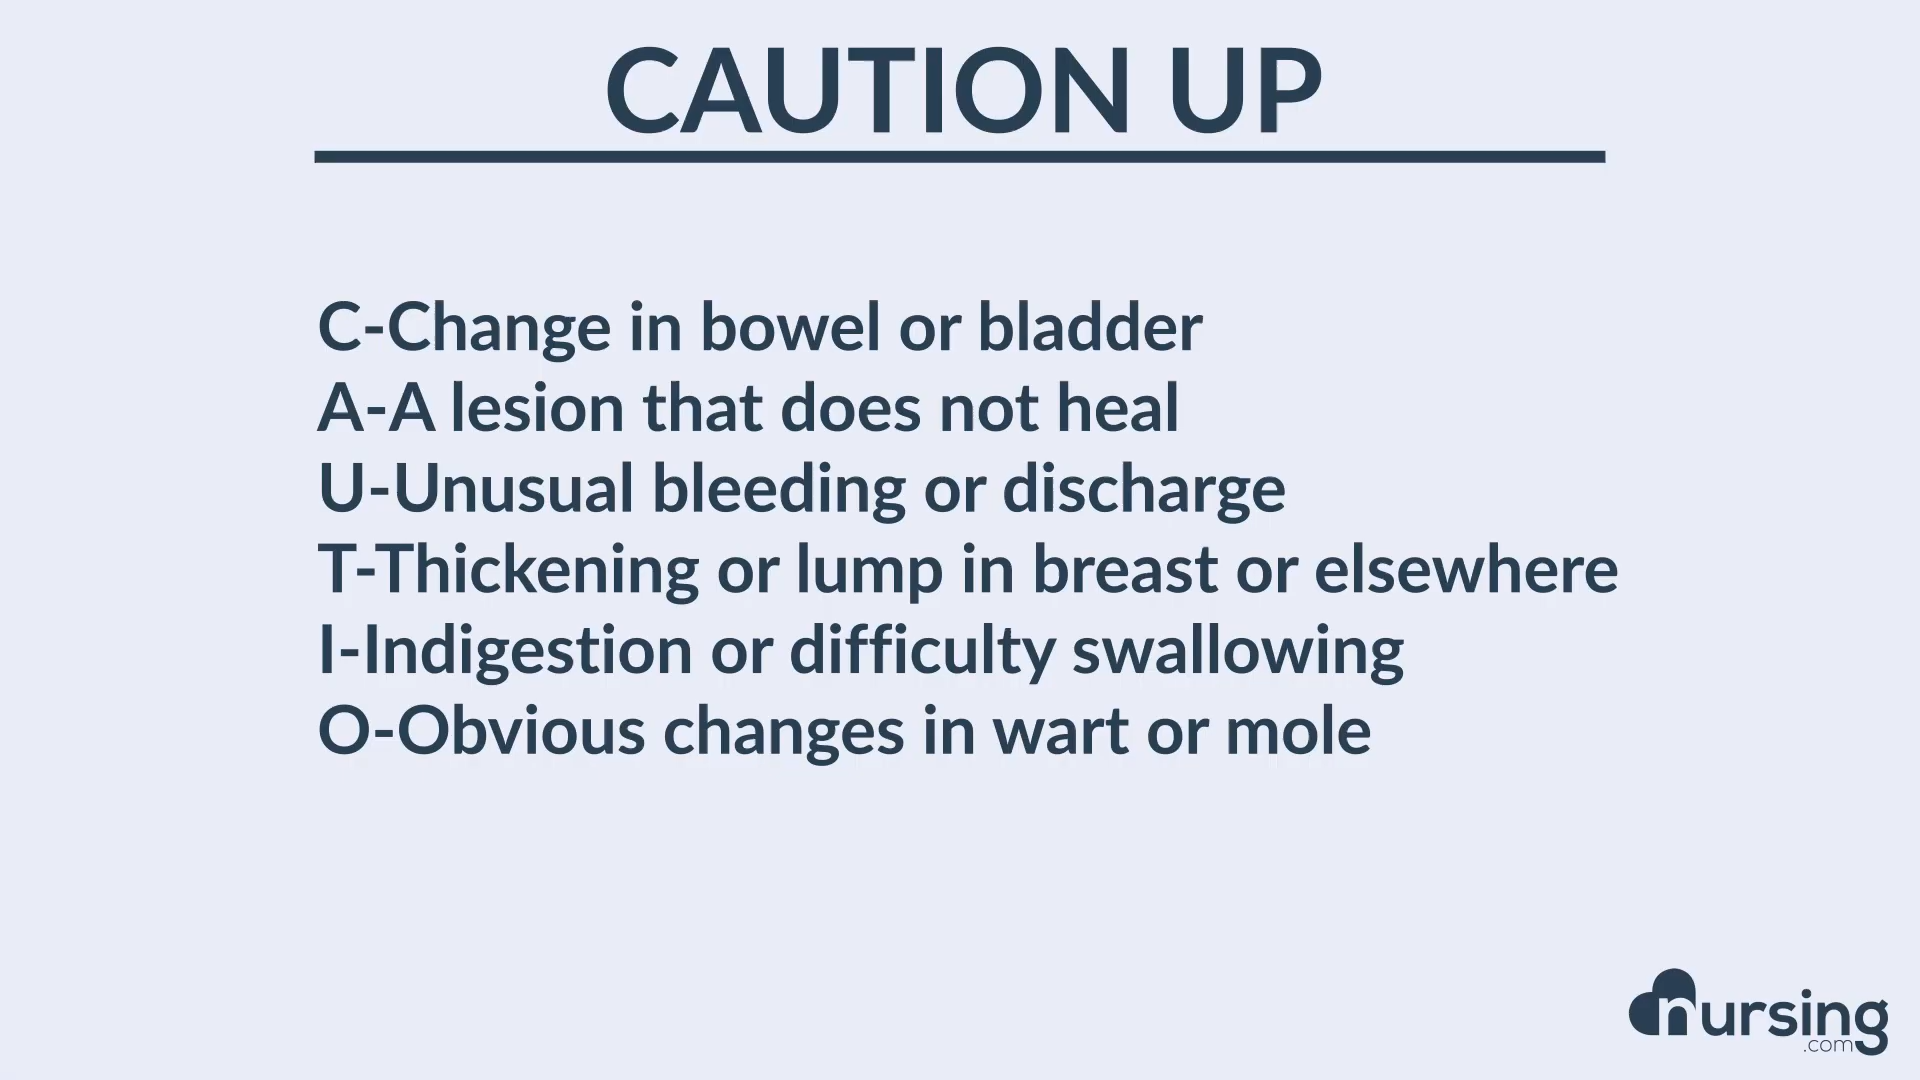 CAUTION UP
C-Change in bowel or bladder
A-A lesion that does not heal
U-Unusual bleeding or discharge
T-Thickening or lump in breast or elsewhere
I-Indigestion or difficulty swallowing
O-Obvious changes in wart or mole
nursing
.com